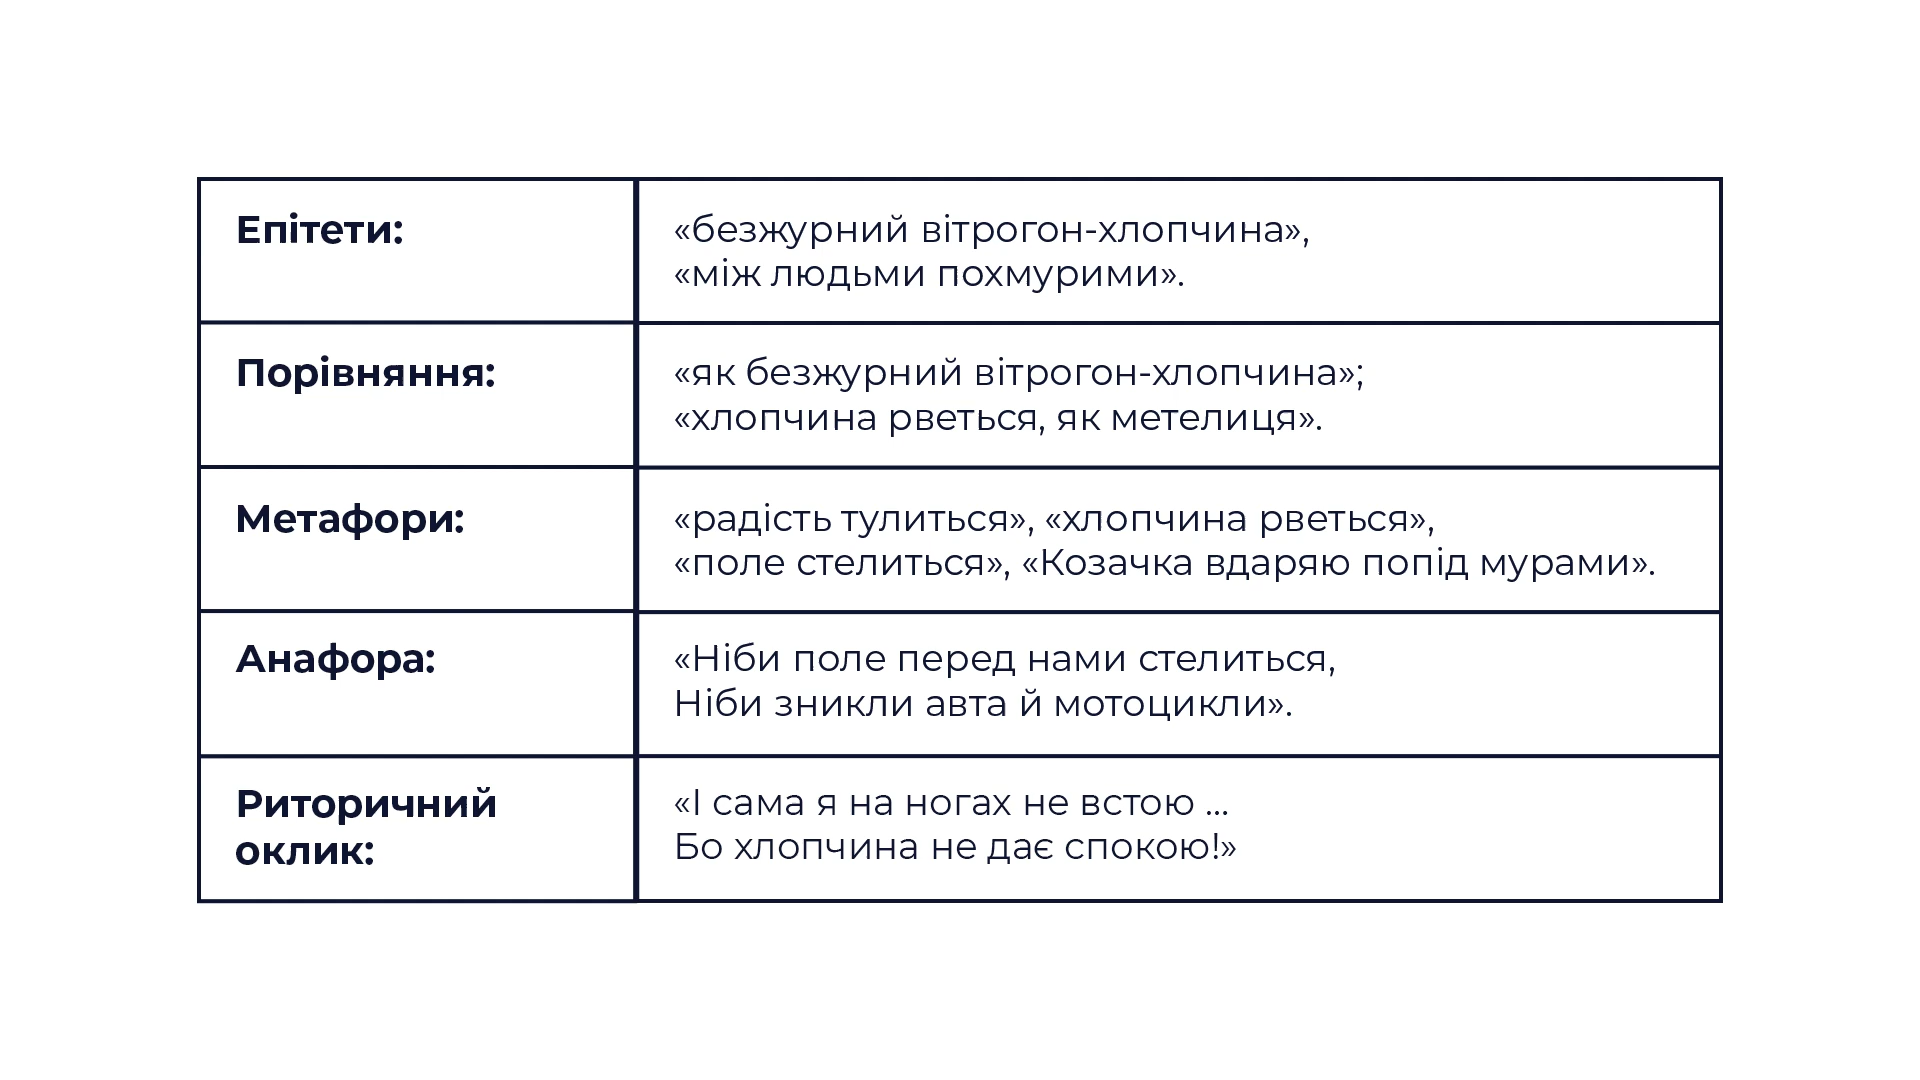 Епітети:
«безжурний вітрогон-хлопчина»,
«між людьми похмурими».
Порівняння:
«як безжурний вітрогон-хлопчина»;
«хлопчина рветься, як метелиця».
Метафори:
«радість тулиться», «хлопчина рветься»,
«поле стелиться», «Козачка вдаряю попід мурами».
Анафора:
«Ніби поле перед нами стелиться,
Ніби зникли авта й мотоцикли».
Риторичний
оклик:
«І сама я на ногах не встою ...
Бо хлопчина не дає спокою!»